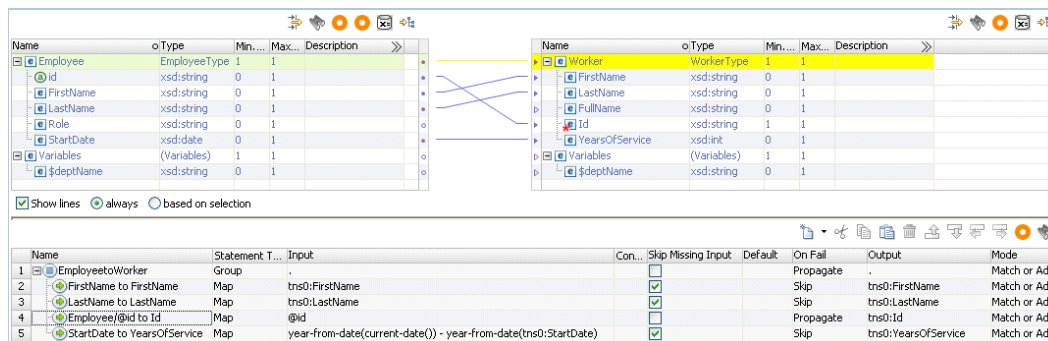 Name Type Min.... Max... Description Name Type Min.... Max... Description
Employee EmployeeType 1 1 Worker WorkerType 1 1
id xsd:string 0 1 FirstName xsd:string 0 1
FirstName xsd:string 0 1 LastName xsd:string 0 1
LastName xsd:string 0 1 FullName xsd:string 0 1
Role xsd:string 0 1 Id xsd:string 1 1
StartDate xsd:date 0 1 YearsOfService xsd:int 0 1
Variables (Variables) 1 1 Variables (Variables) 1 1
$deptName xsd:string 0 1 $deptName xsd:string 0 1
Show lines always based on selection
Name Statement T... Input Con... Skip Missing Input Default On Fail Output Mode
1 EmployeetoWorker Group . Propagate . Match or Ad
2 FirstName to FirstName Map tns0:FirstName Skip tns0:FirstName Match or Ad
3 LastName to LastName Map tns0:LastName Skip tns0:LastName Match or Ad
4 Employee/@id to Id Map @id Propagate tns0:Id Match or Ad
5 StartDate to YearsOfService Map year-from-date(current-date()) - year-from-date(tns0:StartDate) Skip tns0:YearsOfService Match or Ad